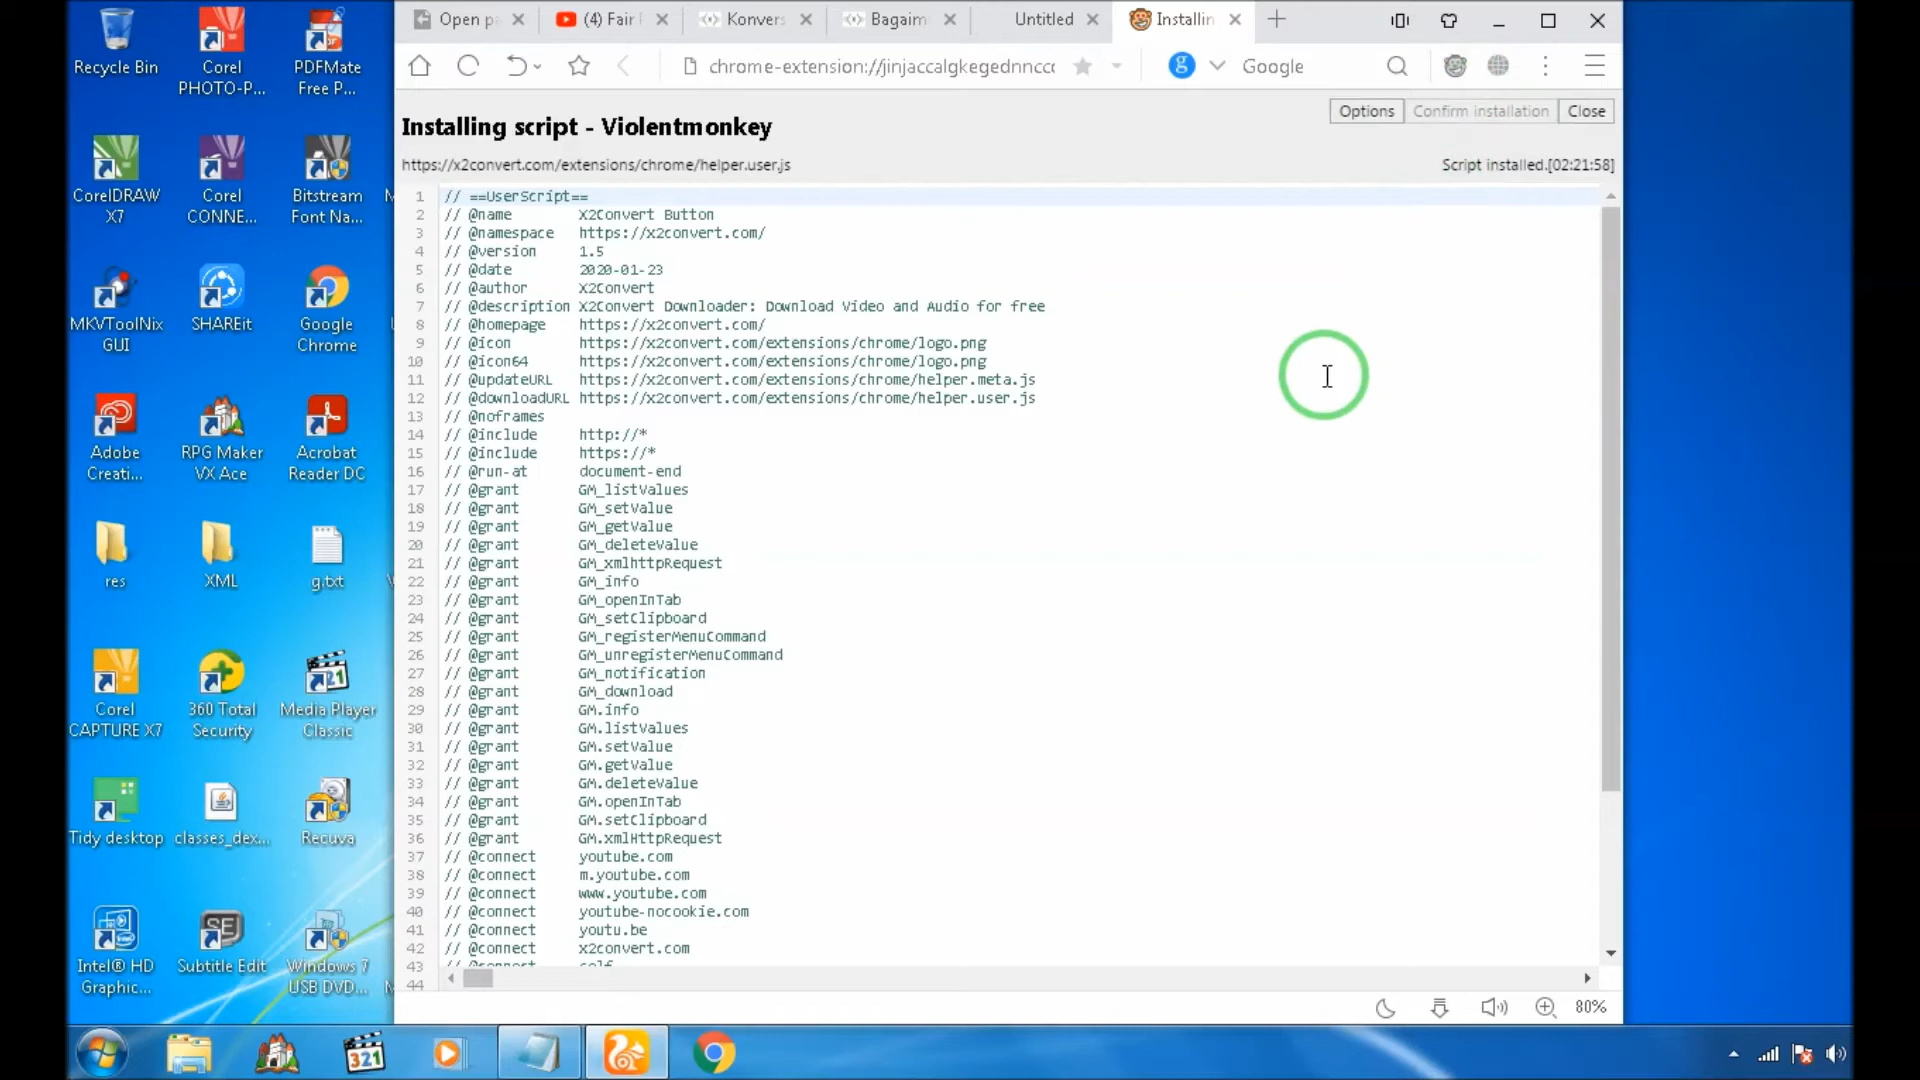 Recycle Bin
Corel
PHOTO-P...
PDFMate
Free P...
CorelDRAW
X7
Corel
CONNE...
Bitstream
Font Na...
MKVToolNix
GUI
SHAREit
Google
Chrome
Adobe
Creati...
RPG Maker
VX Ace
Acrobat
Reader DC
res
XML
g.txt
Corel
CAPTURE X7
360 Total
Security
Media Player
Classic
321
Tidy desktop
classes_dex...
Recuva
Intel® HD
Graphic...
SE
Subtitle Edit
Windows 7
USB DVD...
Open pa
(4) Fair
Konvers
Bagaim
Untitled
Installin
chrome-extension://jinjaccalgkegednncc
g
Google
Options
Confirm installation
Close
Installing script - Violentmonkey
https://x2convert.com/extensions/chrome/helper.user.js
Script installed.[02:21:58]
1 // ==UserScript==
2 // @name X2Convert Button
3 // @namespace https://x2convert.com/
4 // @version 1.5
5 // @date 2020-01-23
6 // @author X2Convert
7 // @description X2Convert Downloader: Download Video and Audio for free
8 // @homepage https://x2convert.com/
9 // @icon https://x2convert.com/extensions/chrome/logo.png
10 // @icon64 https://x2convert.com/extensions/chrome/logo.png
11 // @updateURL https://x2convert.com/extensions/chrome/helper.meta.js
12 // @downloadURL https://x2convert.com/extensions/chrome/helper.user.js
13 // @noframes
14 // @include http://*
15 // @include https://*
16 // @run-at document-end
17 // @grant GM_listValues
18 // @grant GM_setValue
19 // @grant GM_getValue
20 // @grant GM_deleteValue
21 // @grant GM_xmlhttpRequest
22 // @grant GM_info
23 // @grant GM_openInTab
24 // @grant GM_setClipboard
25 // @grant GM_registerMenuCommand
26 // @grant GM_unregisterMenuCommand
27 // @grant GM_notification
28 // @grant GM_download
29 // @grant GM.info
30 // @grant GM.listValues
31 // @grant GM.setValue
32 // @grant GM.getValue
33 // @grant GM.deleteValue
34 // @grant GM.openInTab
35 // @grant GM.setClipboard
36 // @grant GM.xmlHttpRequest
37 // @connect youtube.com
38 // @connect m.youtube.com
39 // @connect www.youtube.com
40 // @connect youtube-nocookie.com
41 // @connect youtu.be
42 // @connect x2convert.com
43 // @connect self
44
80%
321